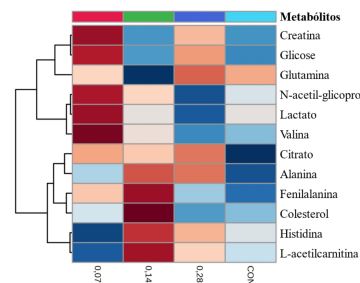 Metabólitos
Creatina
Glicose
Glutamina
N-acetil-glicopro
Lactato
Valina
Citrato
Alanina
Fenilalanina
Colesterol
Histidina
L-acetilcarnitina
0,07
0,14
0,28
CON